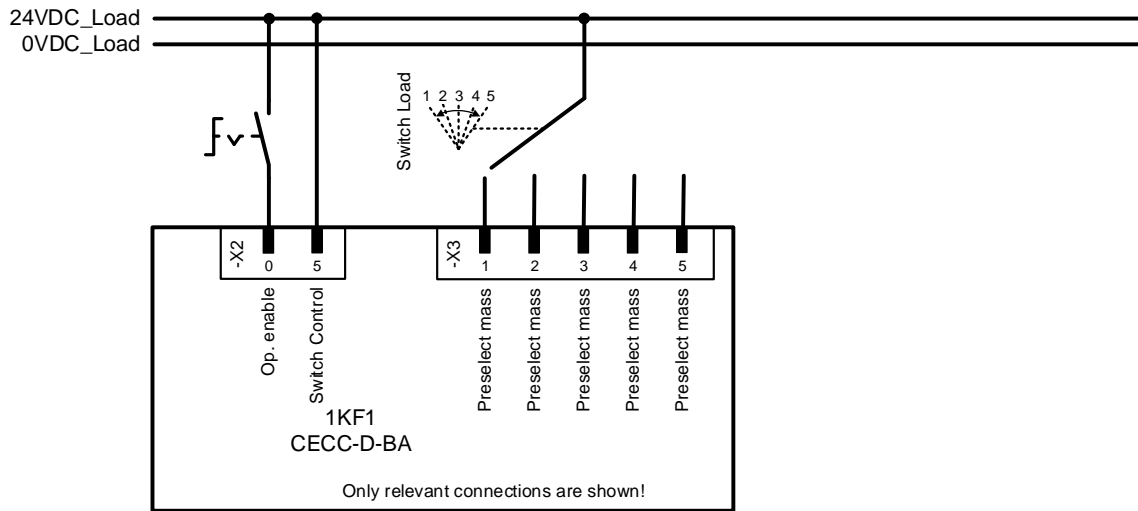 24VDC_Load
0VDC_Load
Switch Load
1 2 3 4 5
-X2
0
5
-X3
1
2
3
4
5
Op. enable
Switch Control
Preselect mass
Preselect mass
Preselect mass
Preselect mass
Preselect mass
1KF1
CECC-D-BA
Only relevant connections are shown!